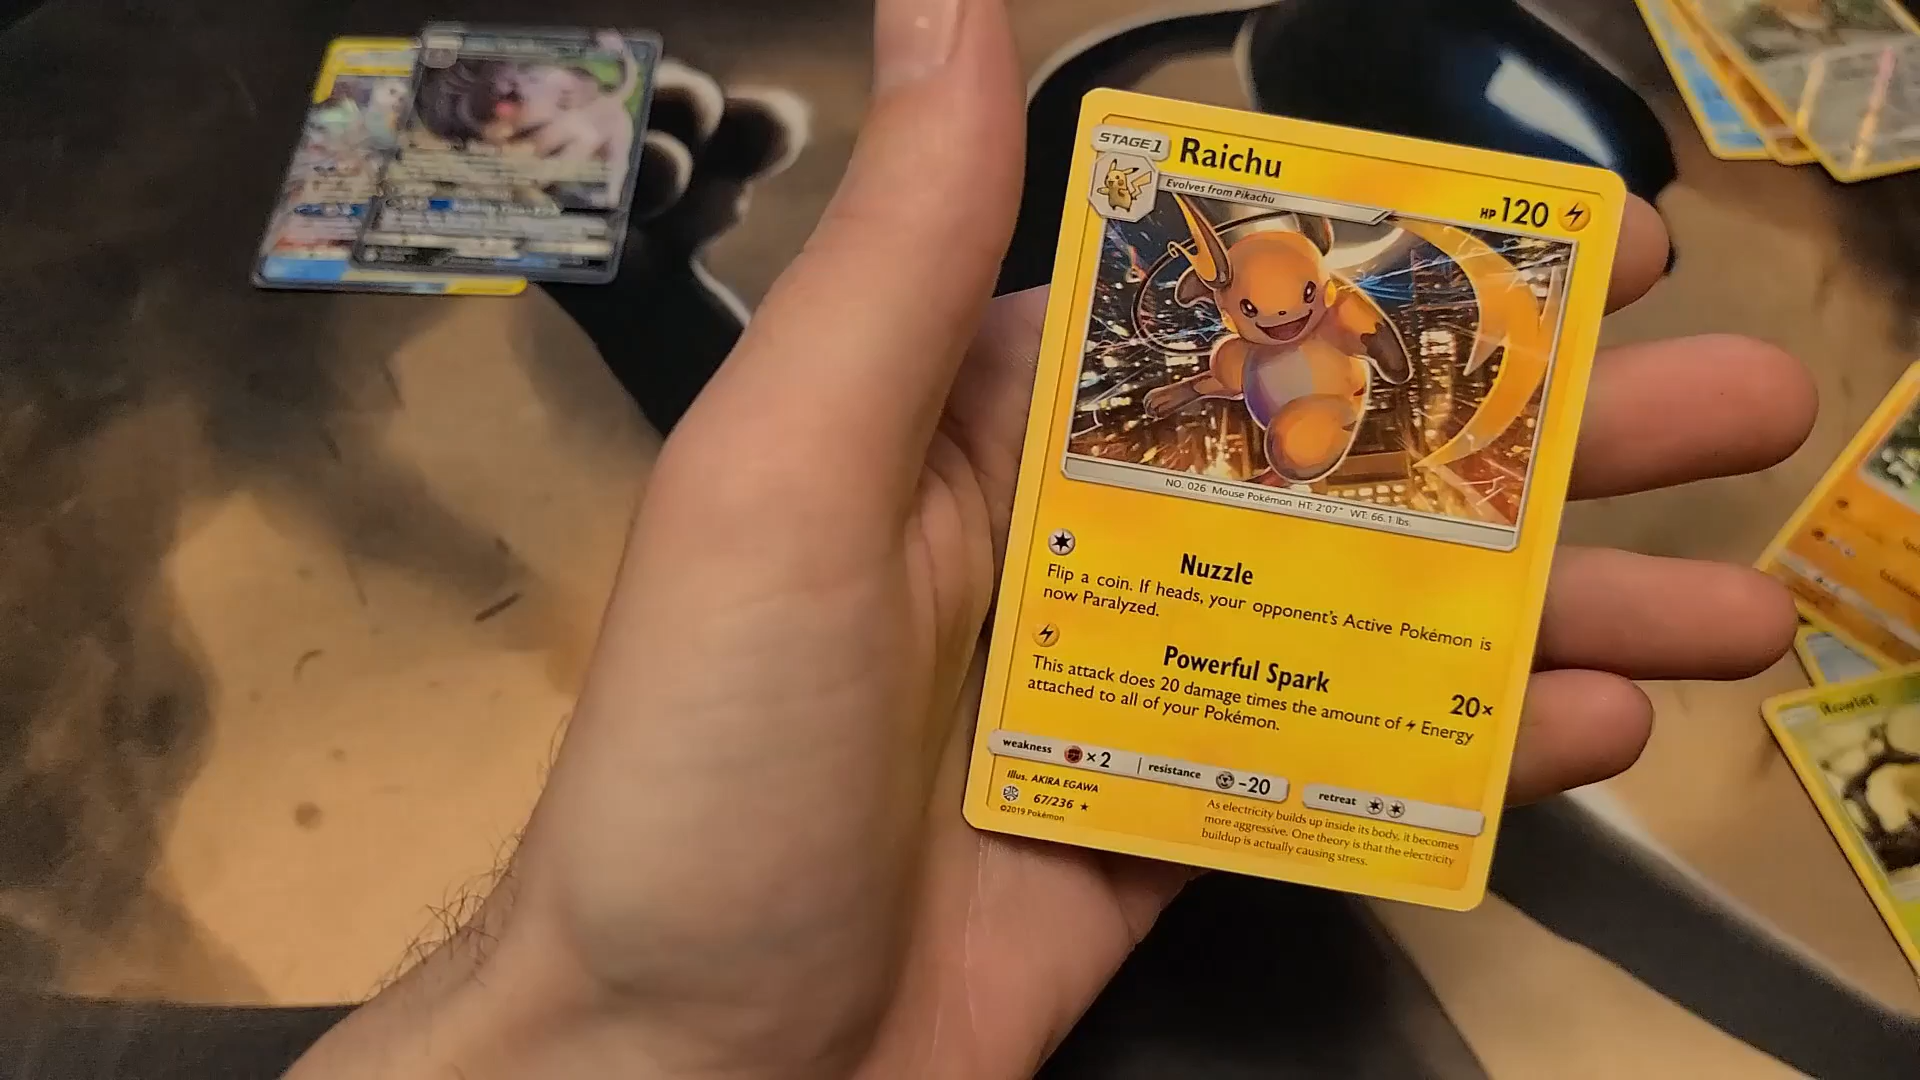 STAGE 1
Raichu
Evolves from Pikachu
HP 120
NO. 026 Mouse Pokémon HT: 2'07" WT: 66.1 lbs.
Nuzzle
Flip a coin. If heads, your opponent's Active Pokémon is
now Paralyzed.
Powerful Spark
20×
This attack does 20 damage times the amount of Energy
attached to all of your Pokémon.
weakness ×2
resistance -20
retreat
Illus. AKIRA EGAWA
67/236 ★
©2019 Pokémon
As electricity builds up inside its body, it becomes
more aggressive. One theory is that the electricity
buildup is actually causing stress.